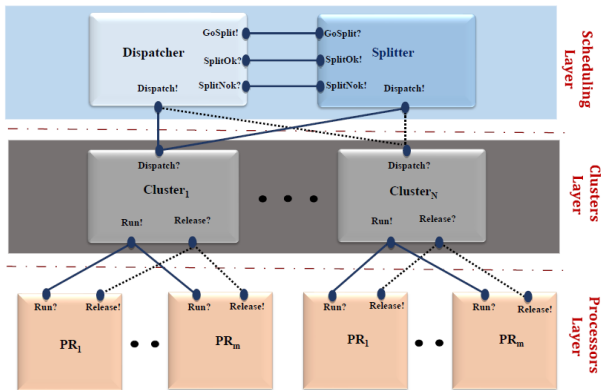 GoSplit!
GoSplit?
Dispatcher
Splitter
SplitOk?
SplitOk!
SplitNok?
SplitNok!
Dispatch!
Dispatch!
Scheduling
Layer
Dispatch?
Dispatch?
Cluster1
ClusterN
Run!
Release?
Run!
Release?
Clusters
Layer
Run?
Release!
Run?
Release!
Run?
Release!
Run?
Release!
PR1
PRm
PR1
PRm
Processors
Layer